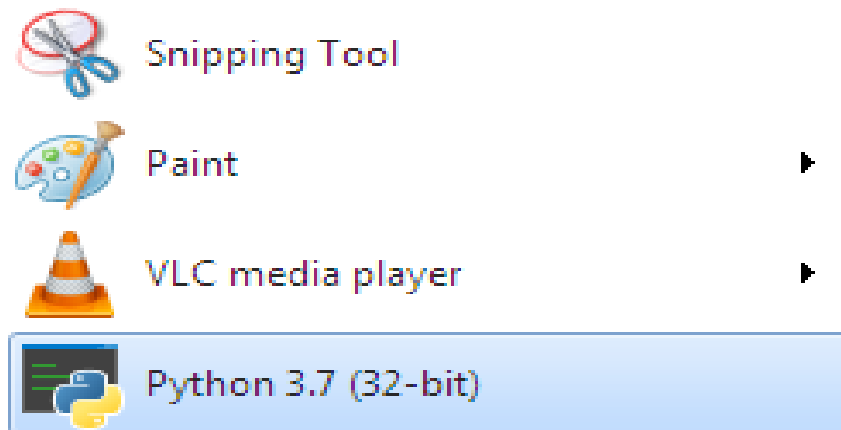 Snipping Tool
Paint
VLC media player
Python 3.7 (32-bit)